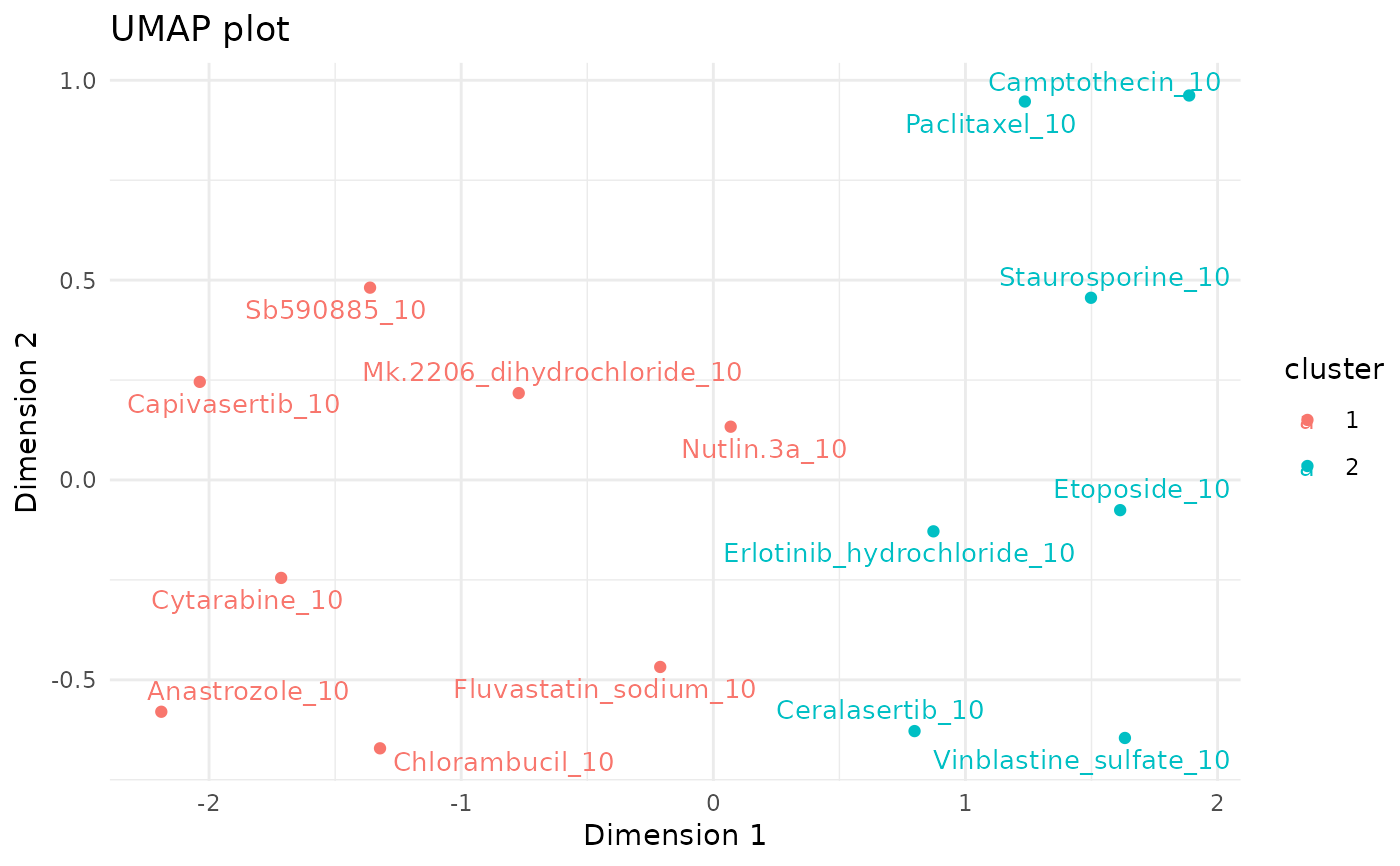 UMAP plot
1.0
0.5
0.0
-0.5
Dimension 2
Camptothecin_10
Paclitaxel_10
Staurosporine_10
Sb590885_10
Mk.2206_dihydrochloride_10
Capivasertib_10
Nutlin.3a_10
Etoposide_10
Erlotinib_hydrochloride_10
Cytarabine_10
Anastrozole_10
Fluvastatin_sodium_10
Ceralasertib_10
Chlorambucil_10
Vinblastine_sulfate_10
-2 -1 0 1 2
Dimension 1
cluster
a 1
a 2